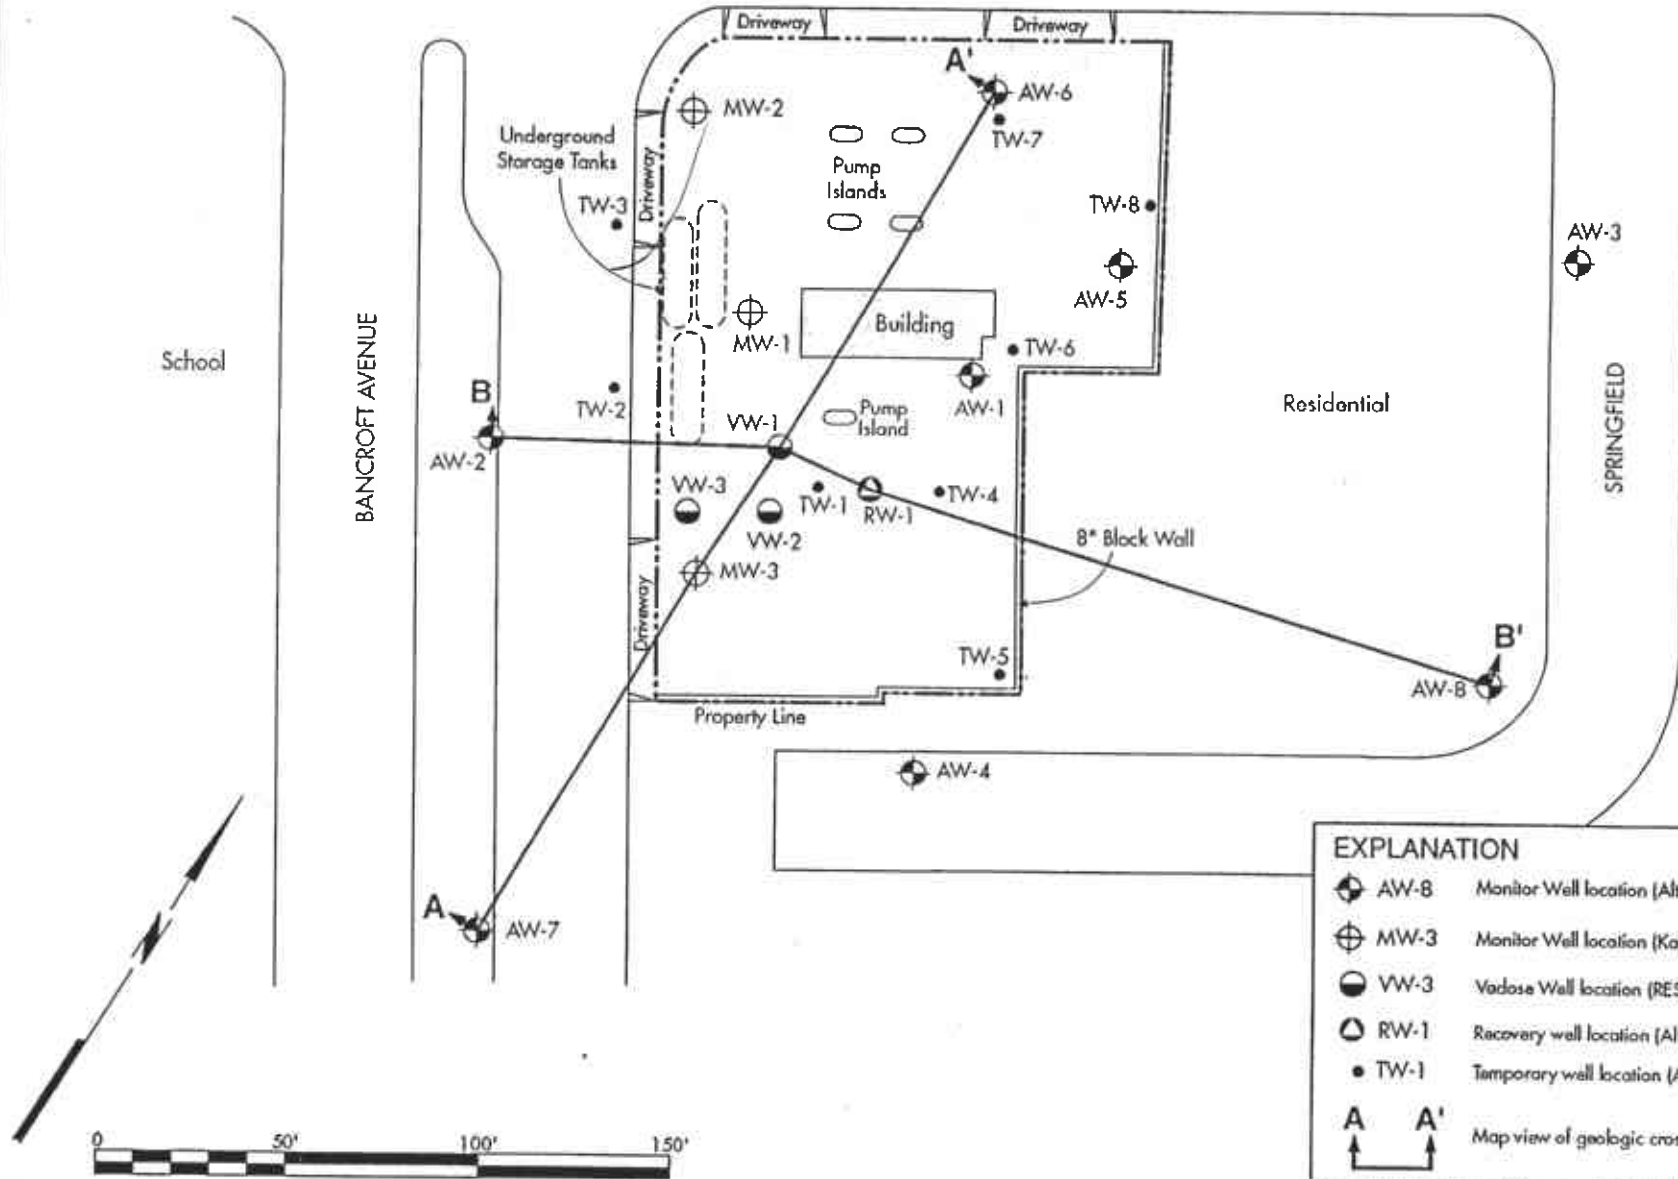 Driveway
Driveway
A'
AW-6
MW-2
TW-7
Underground
Storage Tanks
Driveway
Pump
Islands
TW-3
TW-8
AW-3
AW-5
Building
MW-1
TW-6
School
BANCROFT AVENUE
B
TW-2
AW-1
Residential
SPRINGFIELD
VW-1
Pump
Island
AW-2
VW-3
TW-1
RW-1
TW-4
VW-2
8" Block Wall
MW-3
Driveway
TW-5
B'
AW-8
Property Line
AW-4
A
AW-7
EXPLANATION
AW-8 Monitor Well location (Alt
MW-3 Monitor Well location (Ka
VW-3 Vadose Well location (RES
RW-1 Recovery well location (Al
TW-1 Temporary well location (A
A A' Map view of geologic cros
0 50' 100' 150'